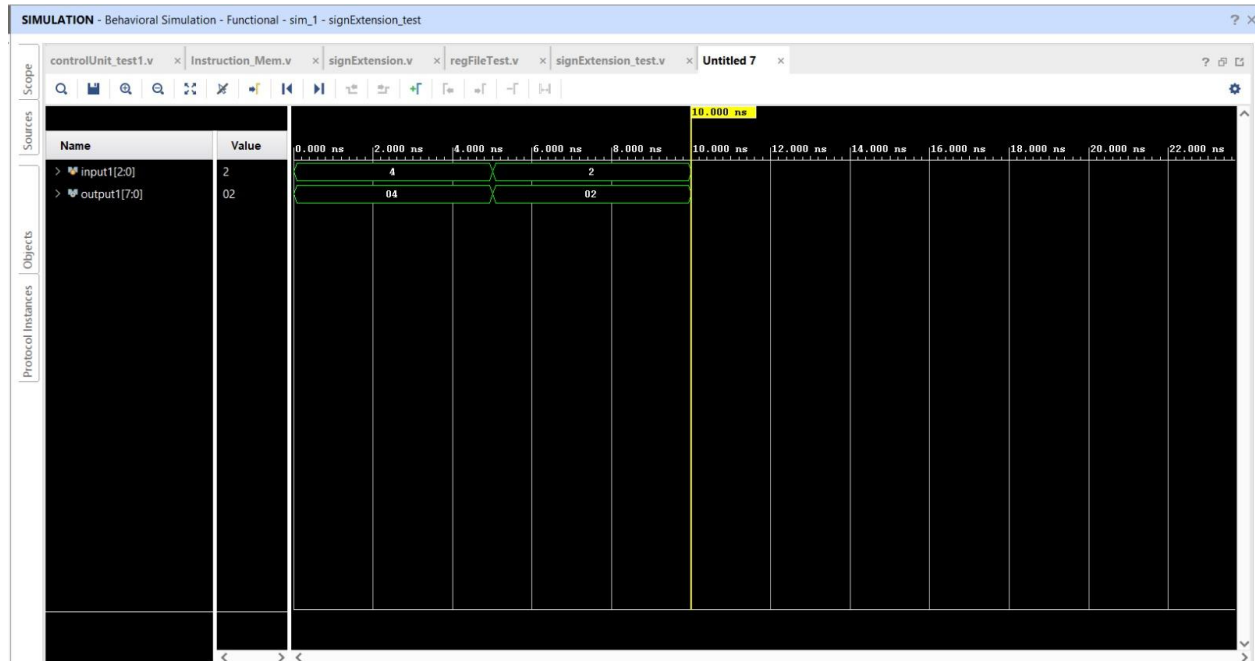 SIMULATION - Behavioral Simulation - Functional - sim_1 - signExtension_test
controlUnit_test1.v Instruction_Mem.v signExtension.v regFileTest.v signExtension_test.v Untitled 7
Scope
Sources
Objects
Protocol Instances
10.000 ns
Name Value
0.000 ns 2.000 ns 4.000 ns 6.000 ns 8.000 ns 10.000 ns 12.000 ns 14.000 ns 16.000 ns 18.000 ns 20.000 ns 22.000 ns
input1[2:0] 2 4 2
output1[7:0] 02 04 02